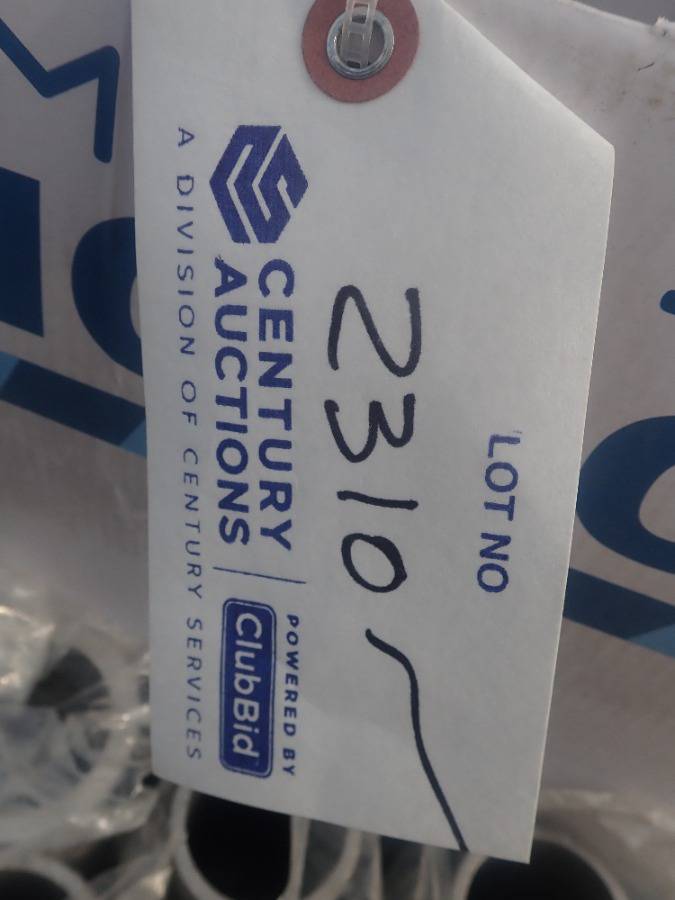 LOT NO
2310
CENTURY
AUCTIONS
POWERED BY
ClubBid
A DIVISION OF CENTURY SERVICES